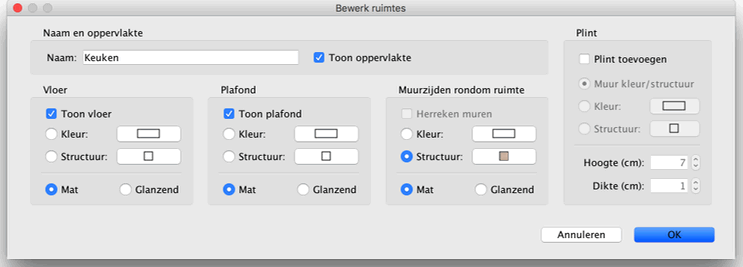 Bewerk ruimtes
Naam en oppervlakte
Naam: Keuken Toon oppervlakte
Vloer
Toon vloer
Kleur:
Structuur:
Mat Glanzend
Plafond
Toon plafond
Kleur:
Structuur:
Mat Glanzend
Muurzijden rondom ruimte
Herreken muren
Kleur:
Structuur:
Mat Glanzend
Plint
Plint toevoegen
Muur kleur/structuur
Kleur:
Structuur:
Hoogte (cm): 7
Dikte (cm): 1
Annuleren OK